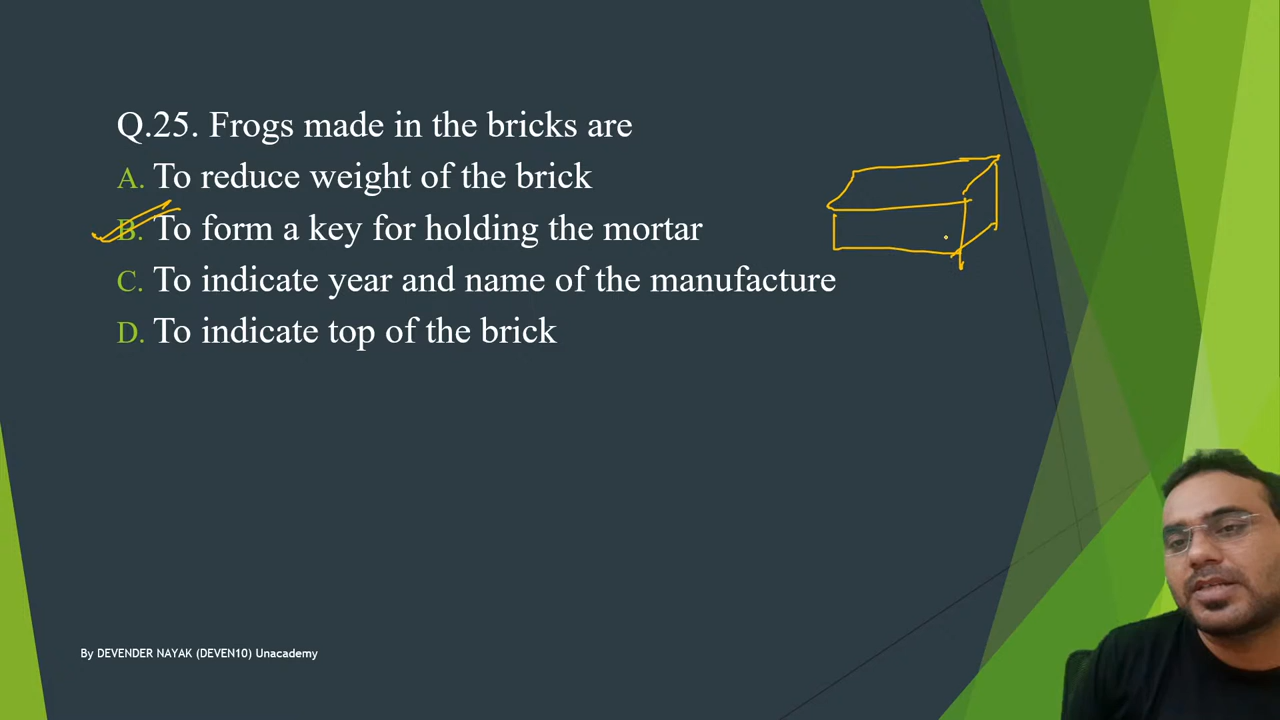 Q.25. Frogs made in the bricks are
A. To reduce weight of the brick
B. To form a key for holding the mortar
C. To indicate year and name of the manufacture
D. To indicate top of the brick
By DEVENDER NAYAK (DEVEN10) Unacademy